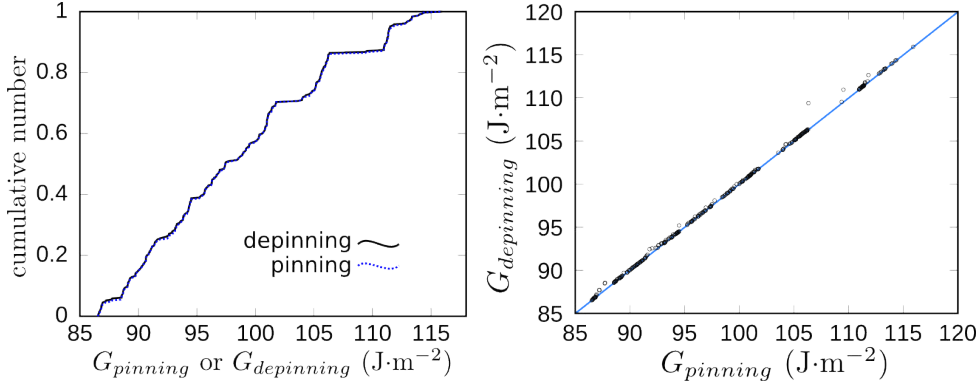 cumulative number
1
0.8
0.6
0.4
0.2
0
depinning
pinning
85 90 95 100 105 110 115
G_{pinning} or G_{depinning} (J·m^{−2})
G_{depinning} (J·m^{−2})
120
115
110
105
100
95
90
85
85 90 95 100 105 110 115 120
G_{pinning} (J·m^{−2})